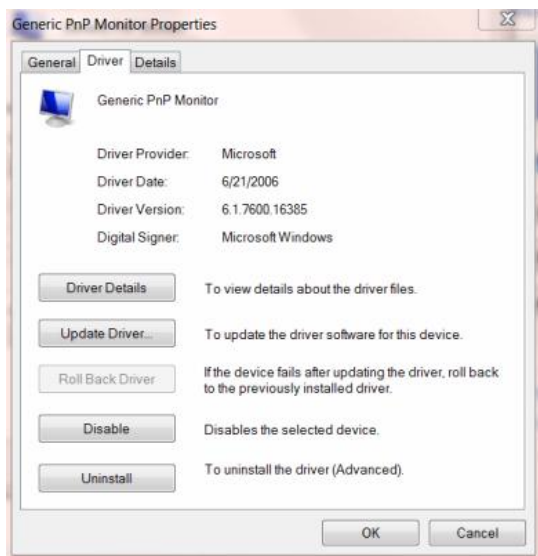 Generic PnP Monitor Properties
General Driver Details
Generic PnP Monitor
Driver Provider: Microsoft
Driver Date: 6/21/2006
Driver Version: 6.1.7600.16385
Digital Signer: Microsoft Windows
Driver Details To view details about the driver files.
Update Driver... To update the driver software for this device.
Roll Back Driver If the device fails after updating the driver, roll back
to the previously installed driver.
Disable Disables the selected device.
Uninstall To uninstall the driver (Advanced).
OK Cancel